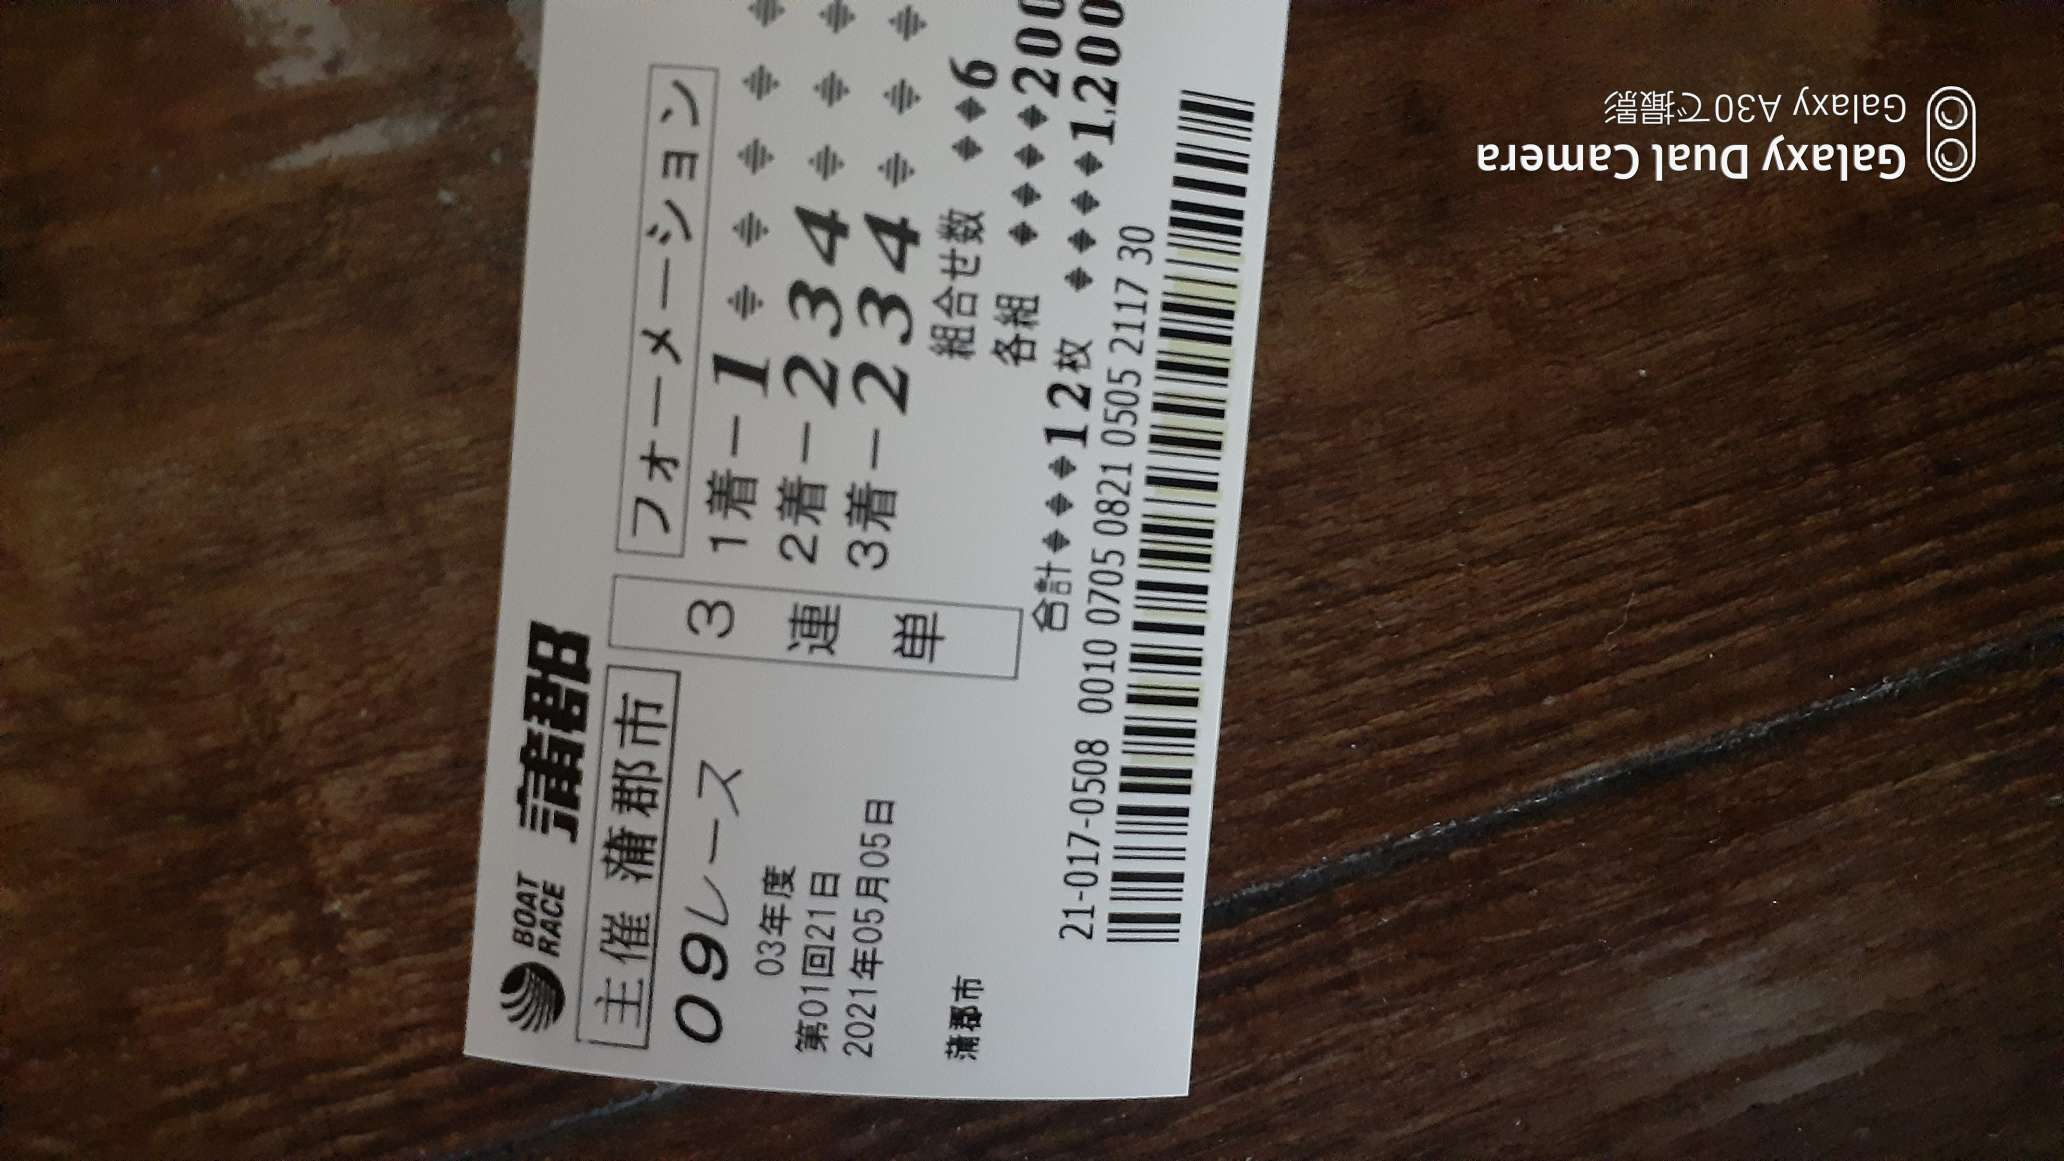 BOAT RACE 蒲郡
主催 蒲郡市
09レース
03年度
第01回21日
2021年05月05日
蒲郡市
3連単
フォーメーション
1着ー1
2着ー234
3着ー234
組合せ数 6
各組 200
合計 12枚 1,200
21-017-0508 0010 0705 0821 0505 2117 30
Galaxy Dual Camera
Galaxy A30で撮影